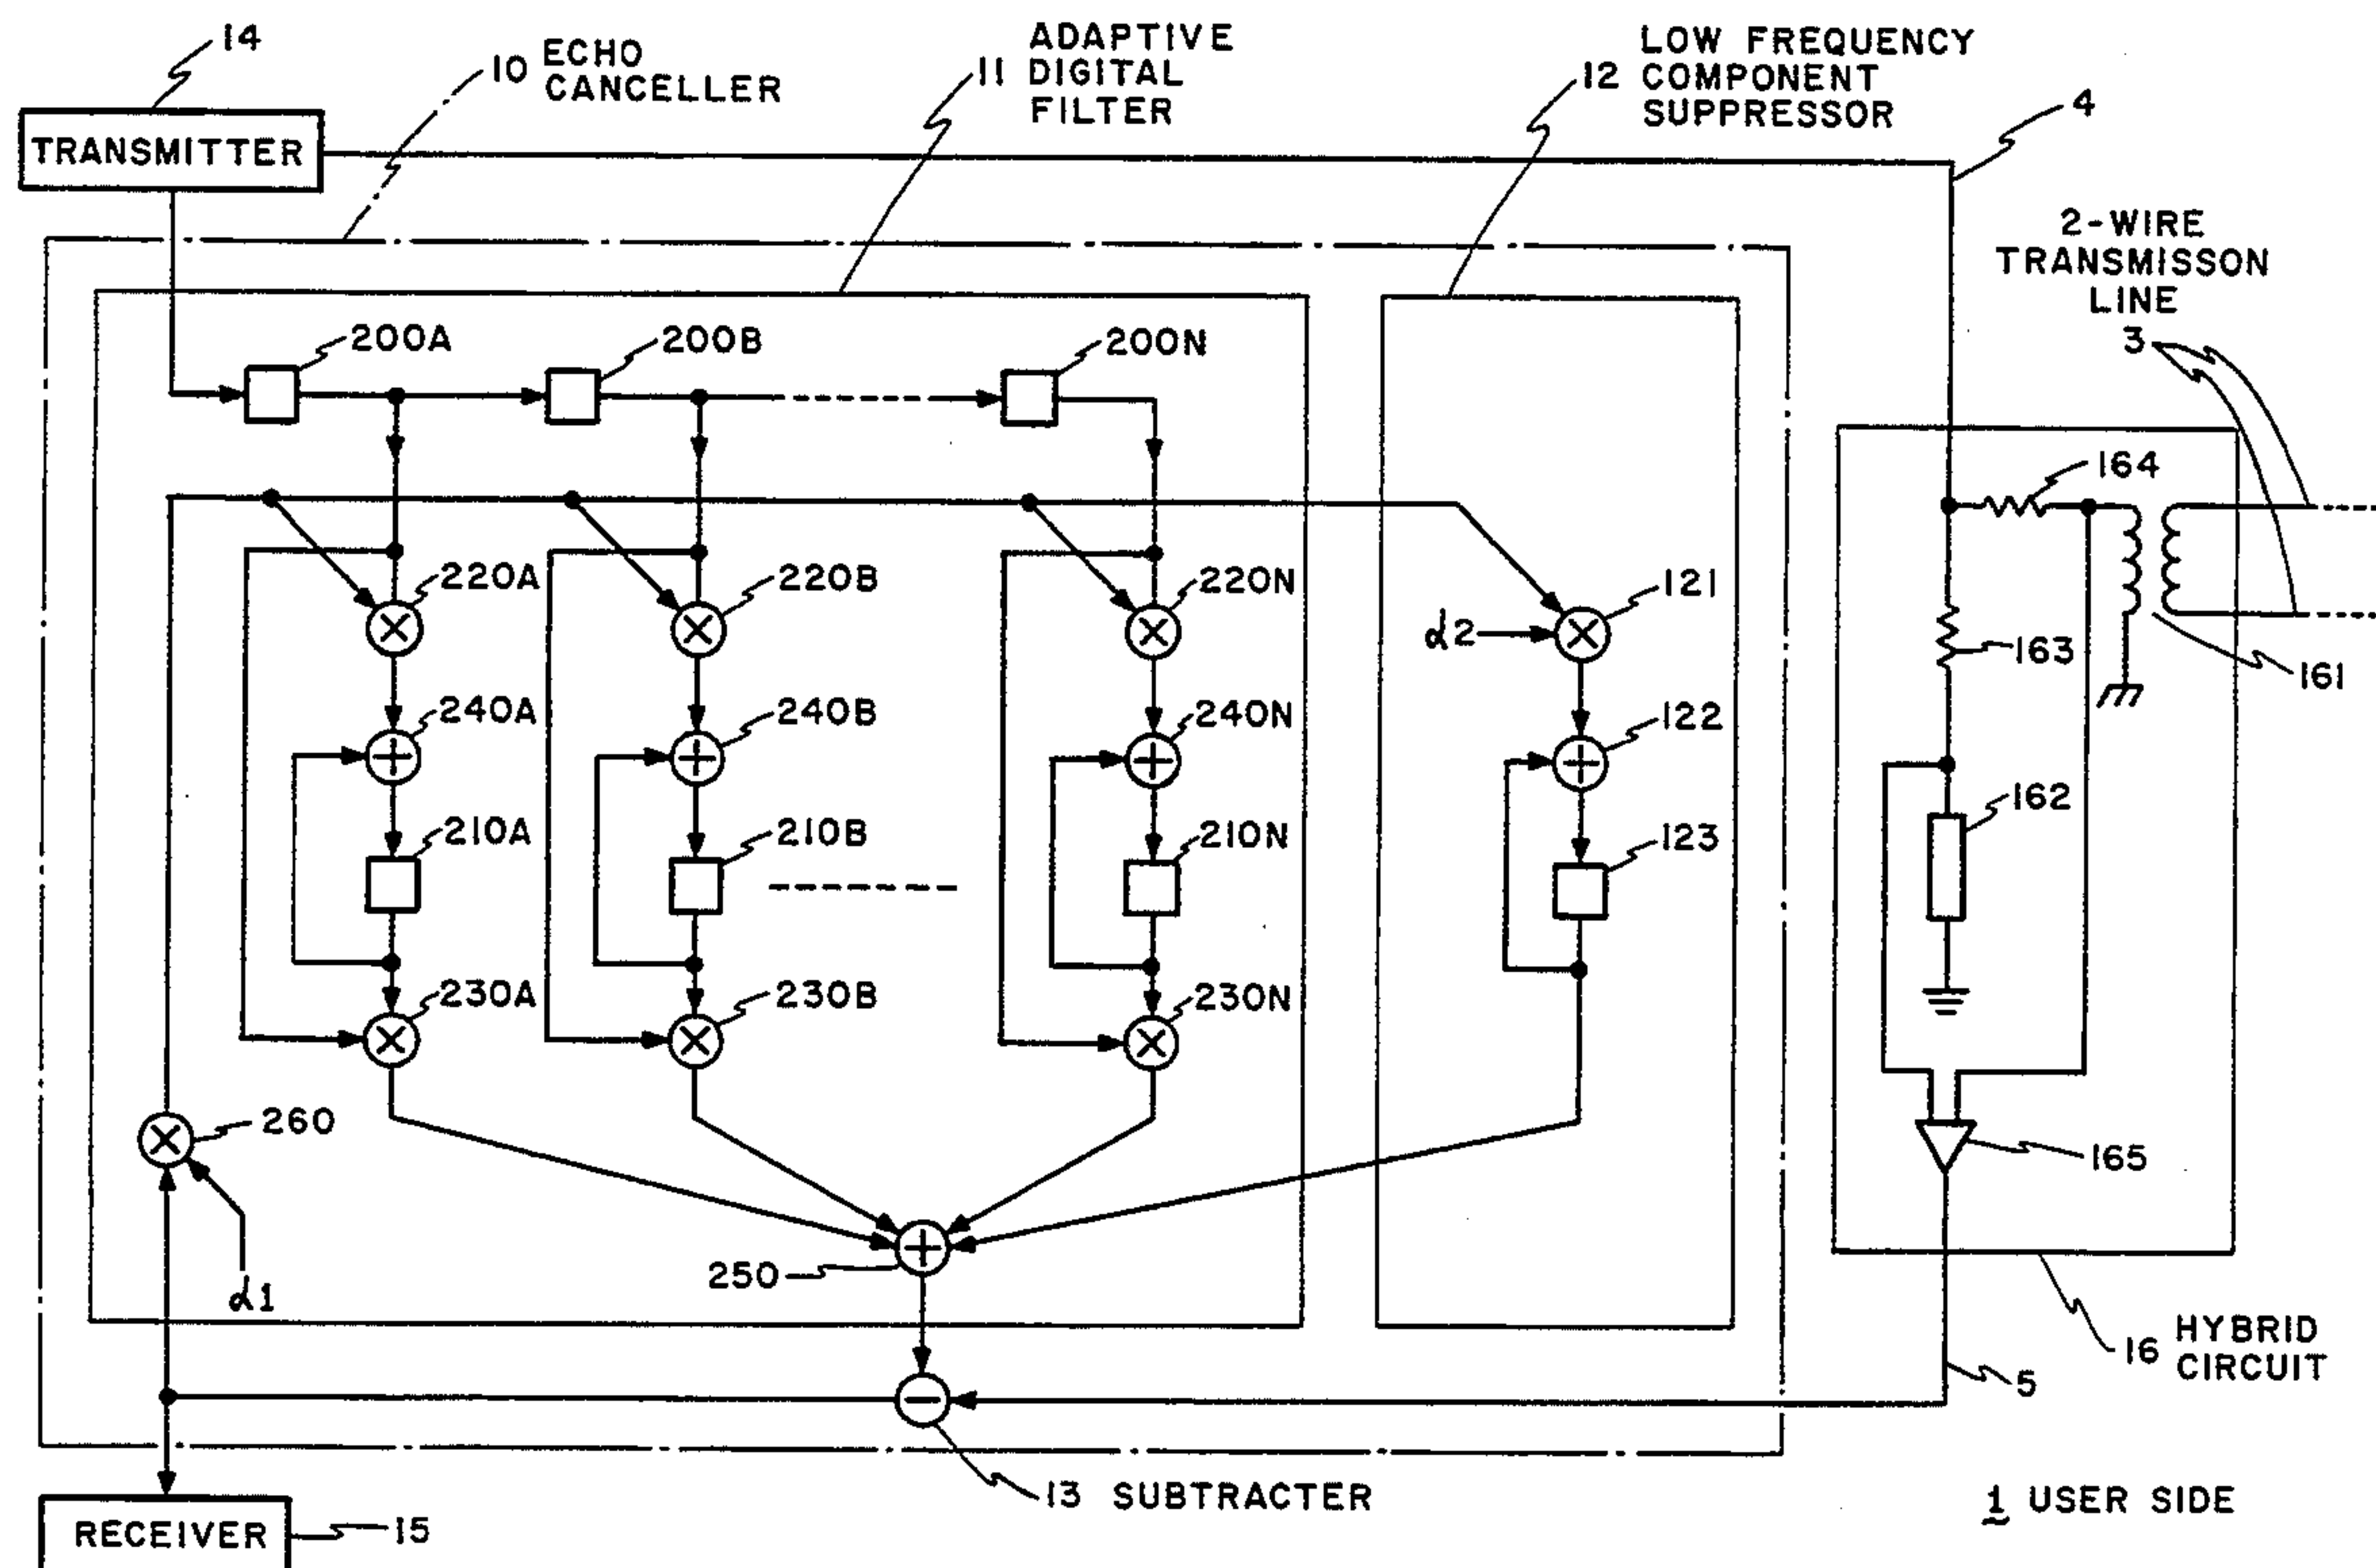 14
10 ECHO
CANCELLER
11 ADAPTIVE
DIGITAL
FILTER
12 LOW FREQUENCY
COMPONENT
SUPPRESSOR
4
TRANSMITTER
2-WIRE
TRANSMISSON
LINE
3
200A
200B
200N
164
220A
220B
220N
α2
121
163
161
240A
240B
240N
122
162
210A
210B
210N
123
230A
230B
230N
260
165
250
α1
16 HYBRID
CIRCUIT
5
13 SUBTRACTER
1 USER SIDE
RECEIVER
15